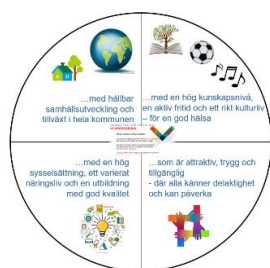 ...med hållbar
samhällsutveckling och
tillväxt i hela kommunen
...med en hög kunskapsnivå,
en aktiv fritid och ett rikt kulturliv
– för en god hälsa
...med en hög
sysselsättning, ett varierat
näringsliv och en utbildning
med god kvalitet
...som är attraktiv, trygg och
tillgänglig
- där alla känner delaktighet
och kan påverka